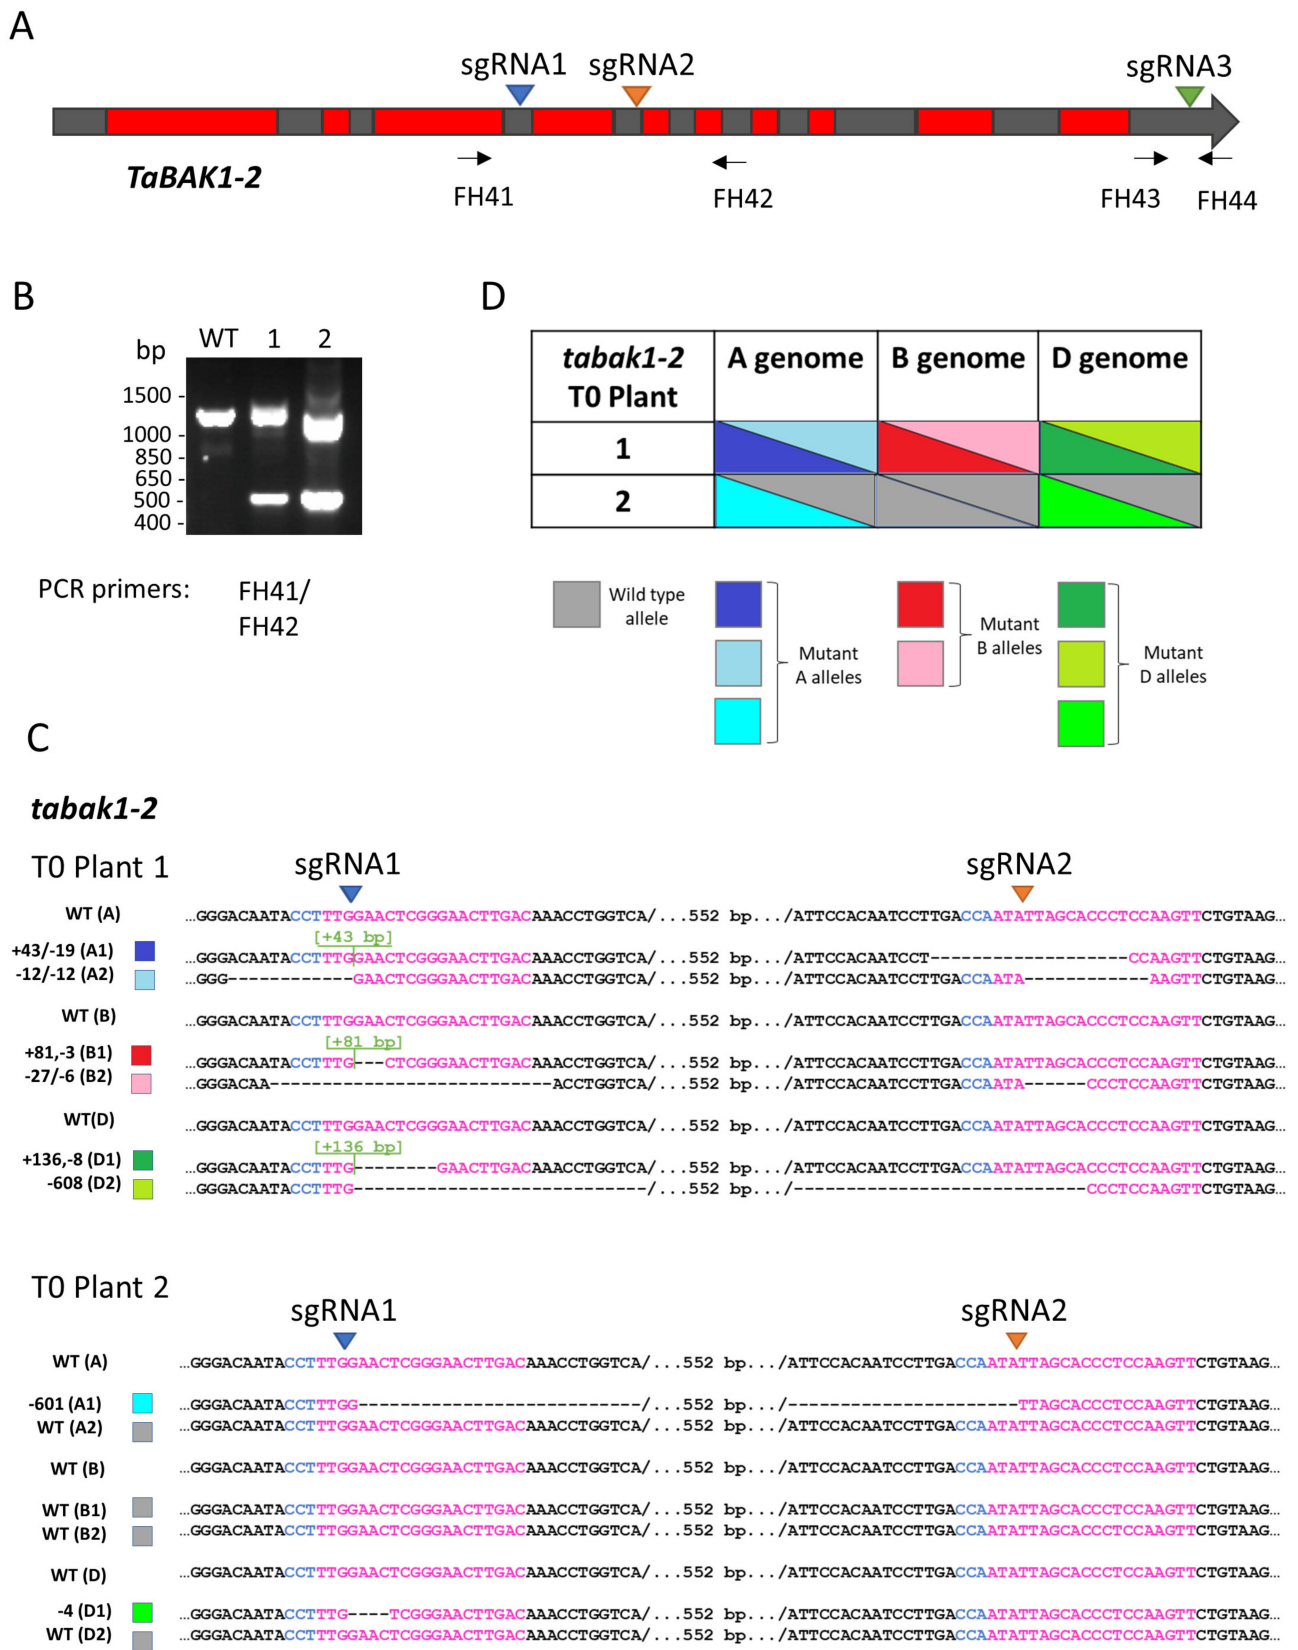 A
sgRNA1 sgRNA2 sgRNA3
TaBAK1-2
FH41 FH42 FH43 FH44
B
WT 1 2
bp
1500 -
1000 -
850 -
650 -
500 -
400 -
PCR primers: FH41/
FH42
D
tabak1-2
T0 Plant
A genome B genome D genome
1
2
Wild type
allele
Mutant
A alleles
Mutant
B alleles
Mutant
D alleles
C
tabak1-2
T0 Plant 1
sgRNA1 sgRNA2
WT (A) …GGGACAATACCTTTGGAACTCGGGAACTTGACAAACCTGGTCA/...552 bp.../ATTCCACAATCCTTGACCAATATTAGCACCCTCCAAGTTCTGTAAG…
[+43 bp]
+43/-19 (A1) …GGGACAATACCTTTGGAACTCGGGAACTTGACAAACCTGGTCA/...552 bp.../ATTCCACAATCCT-------------------CCAAGTTCTGTAAG…
-12/-12 (A2) …GGG------------GAACTCGGGAACTTGACAAACCTGGTCA/...552 bp.../ATTCCACAATCCTTGACCAATA------------AAGTTCTGTAAG…
WT (B) …GGGACAATACCTTTGGAACTCGGGAACTTGACAAACCTGGTCA/...552 bp.../ATTCCACAATCCTTGACCAATATTAGCACCCTCCAAGTTCTGTAAG…
[+81 bp]
+81,-3 (B1) …GGGACAATACCTTTG---CTCGGGAACTTGACAAACCTGGTCA/...552 bp.../ATTCCACAATCCTTGACCAATATTAGCACCCTCCAAGTTCTGTAAG…
-27/-6 (B2) …GGGACAA---------------------------ACCTGGTCA/...552 bp.../ATTCCACAATCCTTGACCAATA------CCCTCCAAGTTCTGTAAG…
WT(D) …GGGACAATACCTTTGGAACTCGGGAACTTGACAAACCTGGTCA/...552 bp.../ATTCCACAATCCTTGACCAATATTAGCACCCTCCAAGTTCTGTAAG…
[+136 bp]
+136,-8 (D1) …GGGACAATACCTTTG--------GAACTTGACAAACCTGGTCA/...552 bp.../ATTCCACAATCCTTGACCAATATTAGCACCCTCCAAGTTCTGTAAG…
-608 (D2) …GGGACAATACCTTTG----------------------------/...552 bp.../----------------------------CCCTCCAAGTTCTGTAAG…
T0 Plant 2
sgRNA1 sgRNA2
WT (A) …GGGACAATACCTTTGGAACTCGGGAACTTGACAAACCTGGTCA/...552 bp.../ATTCCACAATCCTTGACCAATATTAGCACCCTCCAAGTTCTGTAAG…
-601 (A1) …GGGACAATACCTTTGG---------------------------/...552 bp.../----------------------TTAGCACCCTCCAAGTTCTGTAAG…
WT (A2) …GGGACAATACCTTTGGAACTCGGGAACTTGACAAACCTGGTCA/...552 bp.../ATTCCACAATCCTTGACCAATATTAGCACCCTCCAAGTTCTGTAAG…
WT (B) …GGGACAATACCTTTGGAACTCGGGAACTTGACAAACCTGGTCA/...552 bp.../ATTCCACAATCCTTGACCAATATTAGCACCCTCCAAGTTCTGTAAG…
WT (B1) …GGGACAATACCTTTGGAACTCGGGAACTTGACAAACCTGGTCA/...552 bp.../ATTCCACAATCCTTGACCAATATTAGCACCCTCCAAGTTCTGTAAG…
WT (B2) …GGGACAATACCTTTGGAACTCGGGAACTTGACAAACCTGGTCA/...552 bp.../ATTCCACAATCCTTGACCAATATTAGCACCCTCCAAGTTCTGTAAG…
WT (D) …GGGACAATACCTTTGGAACTCGGGAACTTGACAAACCTGGTCA/...552 bp.../ATTCCACAATCCTTGACCAATATTAGCACCCTCCAAGTTCTGTAAG…
-4 (D1) …GGGACAATACCTTTG----TCGGGAACTTGACAAACCTGGTCA/...552 bp.../ATTCCACAATCCTTGACCAATATTAGCACCCTCCAAGTTCTGTAAG…
WT (D2) …GGGACAATACCTTTGGAACTCGGGAACTTGACAAACCTGGTCA/...552 bp.../ATTCCACAATCCTTGACCAATATTAGCACCCTCCAAGTTCTGTAAG…